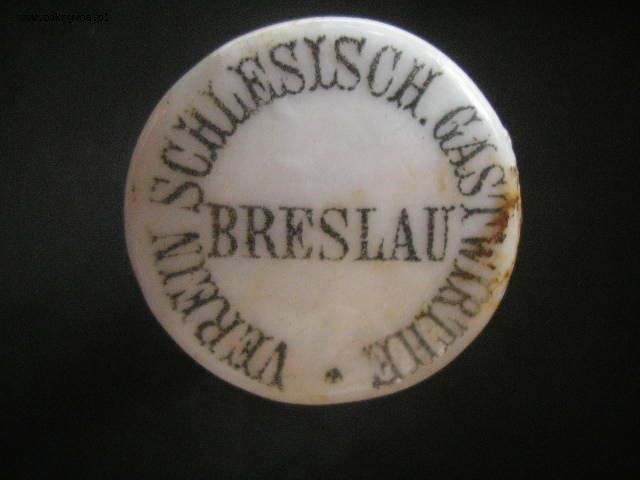 www.odkrywca.pl
VEREIN SCHLESISCH. GASTWIRTHE *
BRESLAU